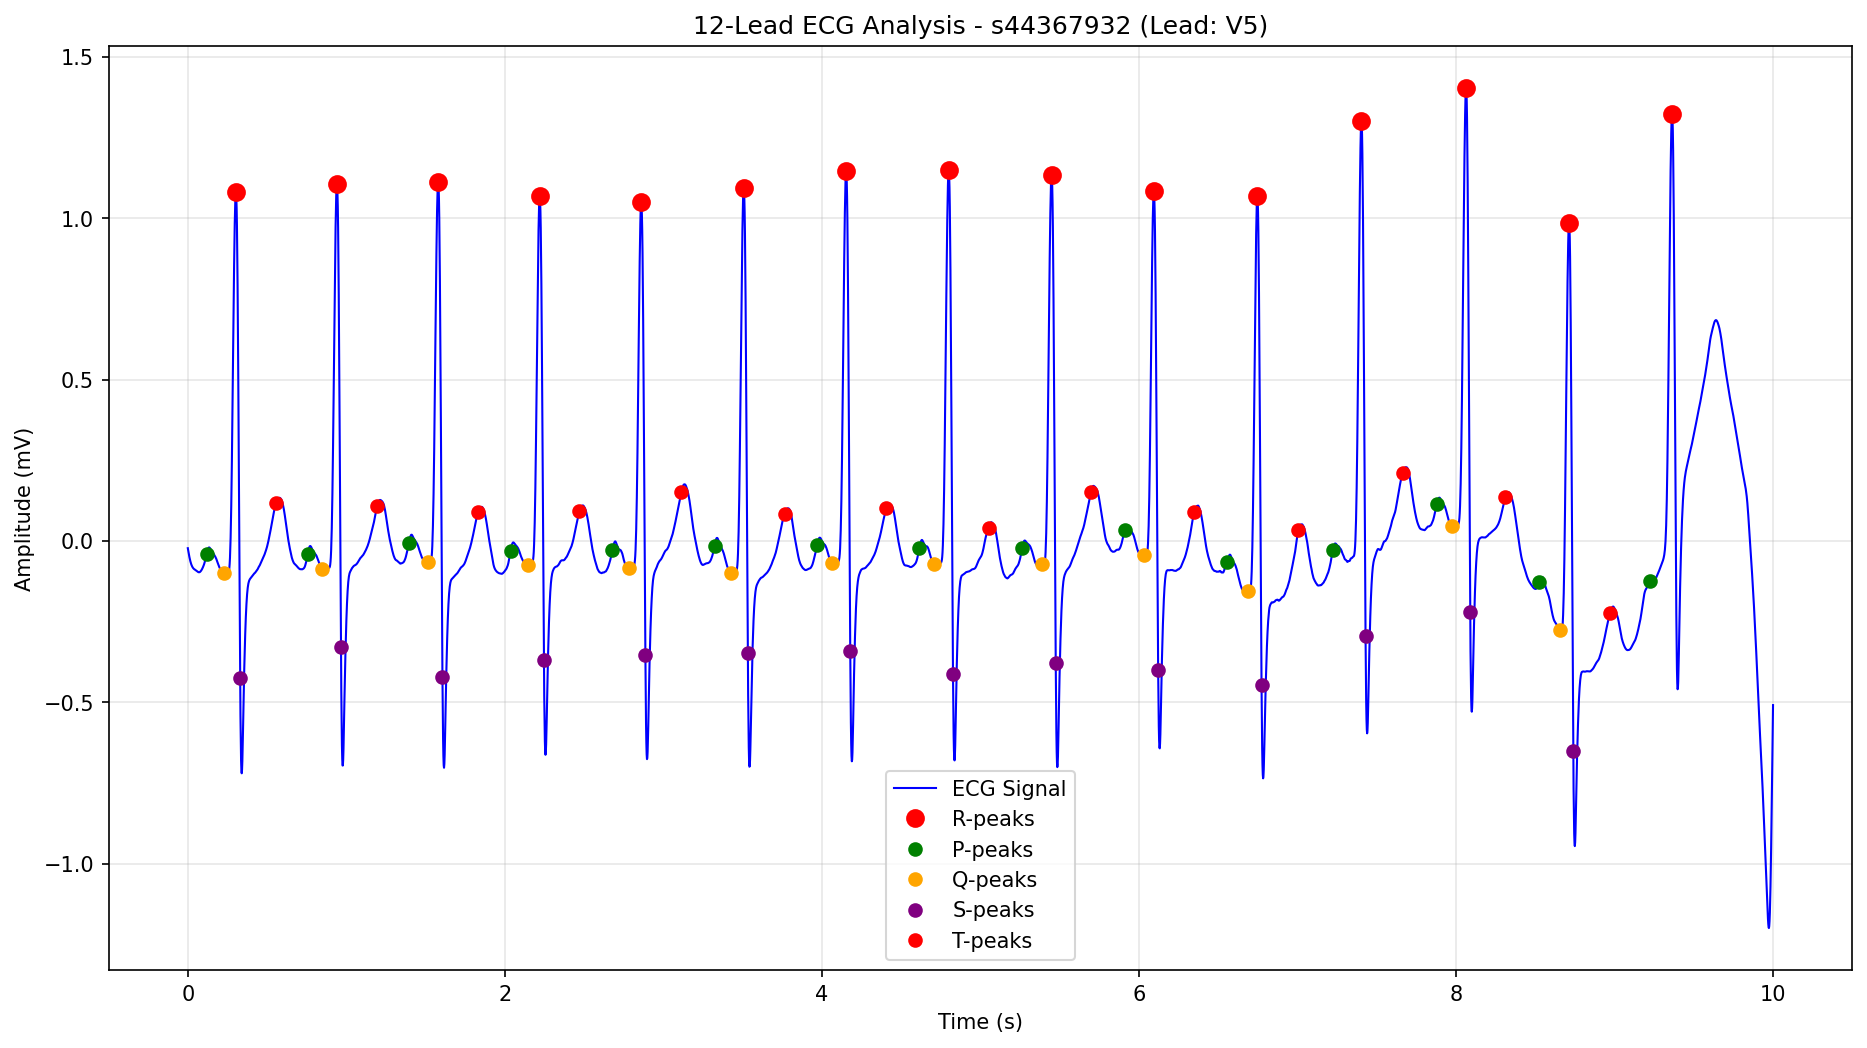 12-Lead ECG Analysis - s44367932 (Lead: V5)
Amplitude (mV)
1.5
1.0
0.5
0.0
−0.5
−1.0
ECG Signal
R-peaks
P-peaks
Q-peaks
S-peaks
T-peaks
0 2 4 6 8 10
Time (s)